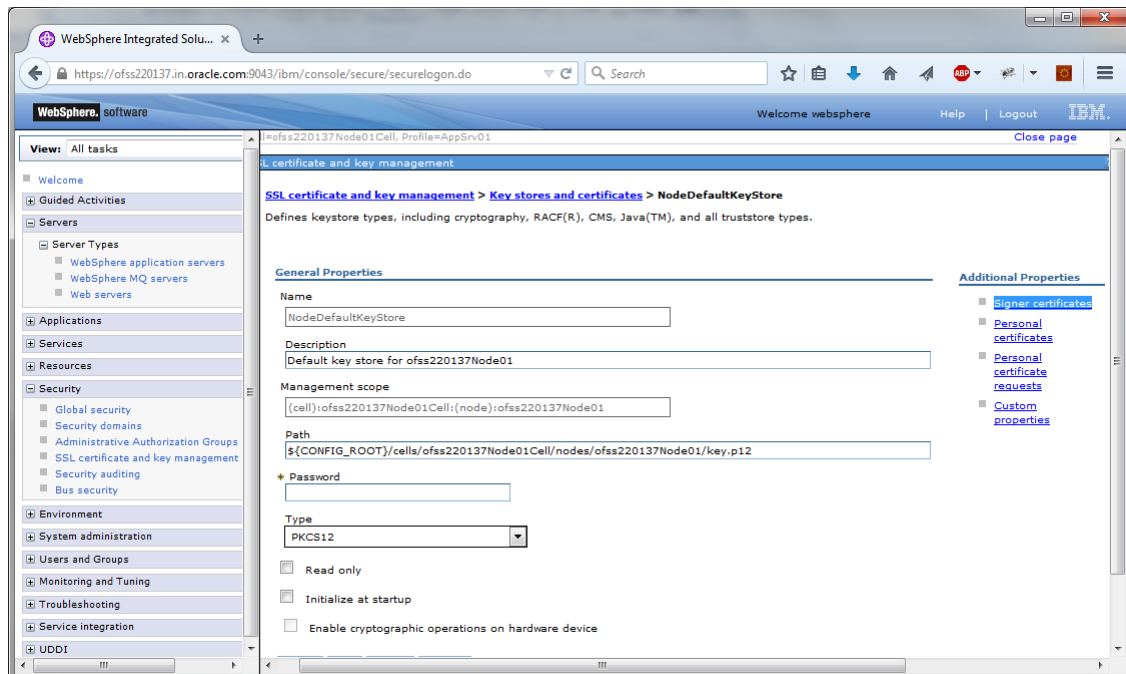 WebSphere Integrated Solu...
https://ofss220137.in.oracle.com:9043/ibm/console/secure/securelogon.do
Search
ABP
WebSphere. software
Welcome websphere
Help | Logout
IBM.
View: All tasks
Welcome
Guided Activities
Servers
Server Types
WebSphere application servers
WebSphere MQ servers
Web servers
Applications
Services
Resources
Security
Global security
Security domains
Administrative Authorization Groups
SSL certificate and key management
Security auditing
Bus security
Environment
System administration
Users and Groups
Monitoring and Tuning
Troubleshooting
Service integration
UDDI
l=ofss220137Node01Cell, Profile=AppSrv01
Close page
SL certificate and key management
SSL certificate and key management > Key stores and certificates > NodeDefaultKeyStore
Defines keystore types, including cryptography, RACF(R), CMS, Java(TM), and all truststore types.
General Properties
Name
NodeDefaultKeyStore
Description
Default key store for ofss220137Node01
Management scope
(cell):ofss220137Node01Cell:(node):ofss220137Node01
Path
${CONFIG_ROOT}/cells/ofss220137Node01Cell/nodes/ofss220137Node01/key.p12
* Password
Type
PKCS12
Read only
Initialize at startup
Enable cryptographic operations on hardware device
Additional Properties
Signer certificates
Personal
certificates
Personal
certificate
requests
Custom
properties